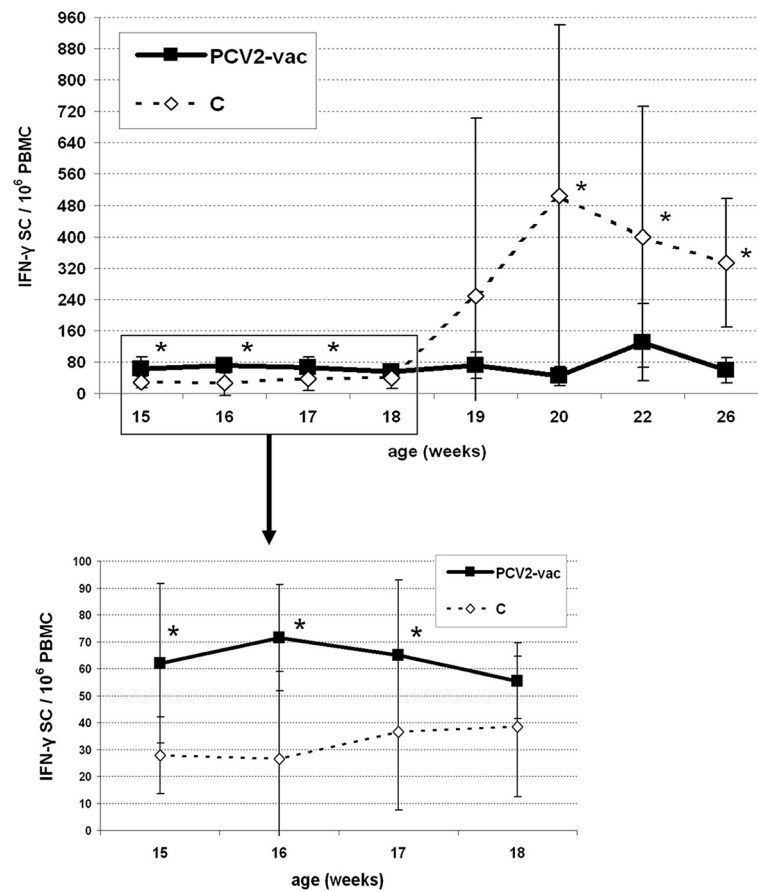 960
880
800
720
640
560
480
400
320
240
160
80
0
IFN-γ SC / 10⁶ PBMC
PCV2-vac
C
* * * * * *
15 16 17 18 19 20 22 26
age (weeks)
100
90
80
70
60
50
40
30
20
10
0
IFN-γ SC / 10⁶ PBMC
PCV2-vac
C
* * *
15 16 17 18
age (weeks)